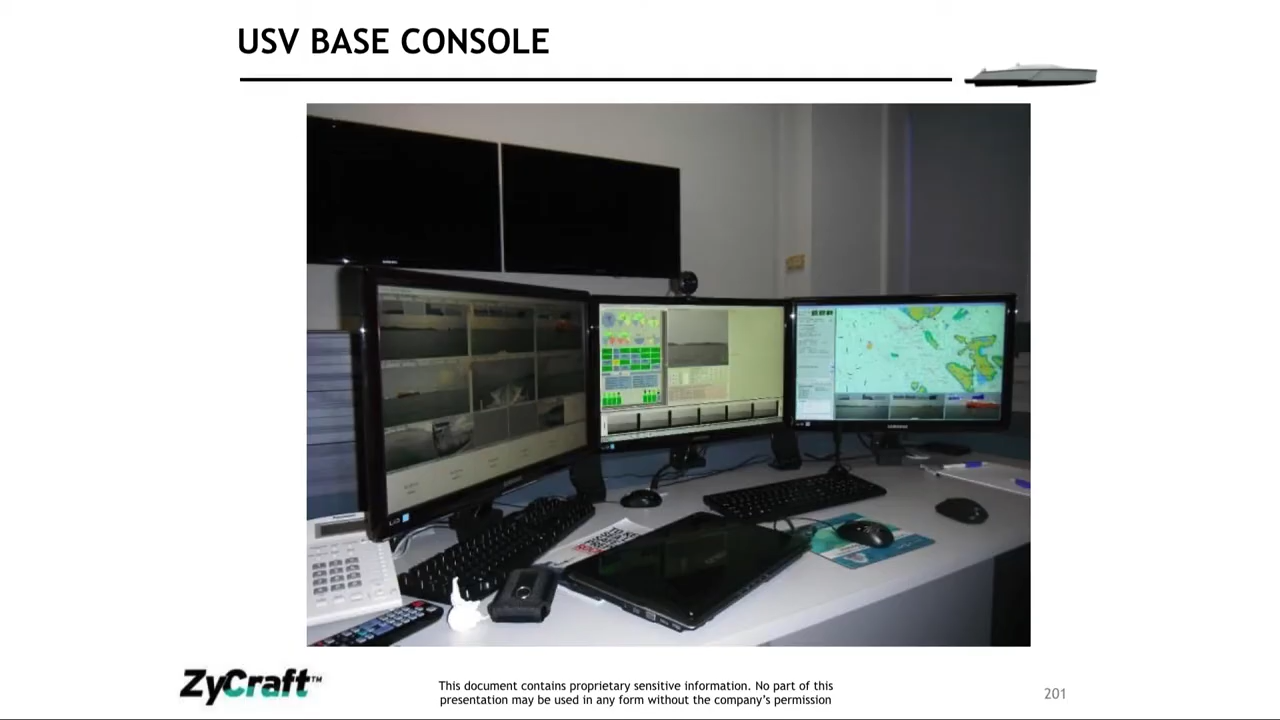 USV BASE CONSOLE
SAMSUNG
ZyCraft™
This document contains proprietary sensitive information. No part of this
presentation may be used in any form without the company's permission
201